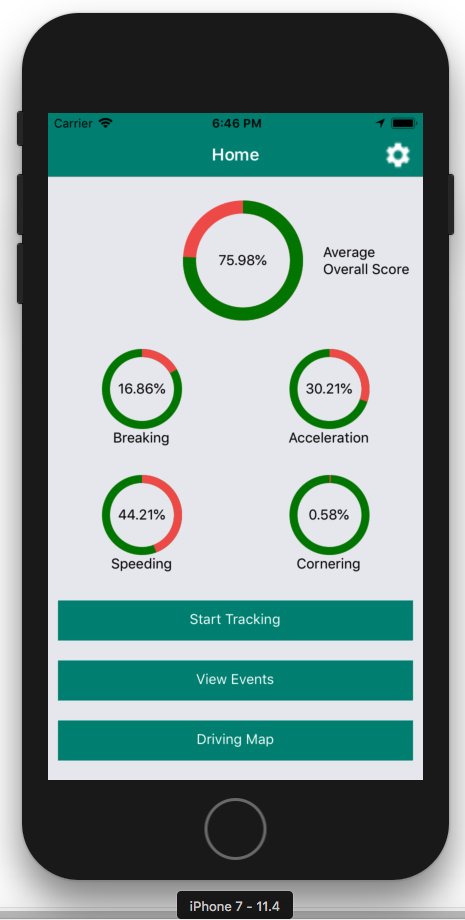 Carrier 6:46 PM
Home
75.98%
Average
Overall Score
16.86% 30.21%
Breaking Acceleration
44.21% 0.58%
Speeding Cornering
Start Tracking
View Events
Driving Map
iPhone 7 - 11.4